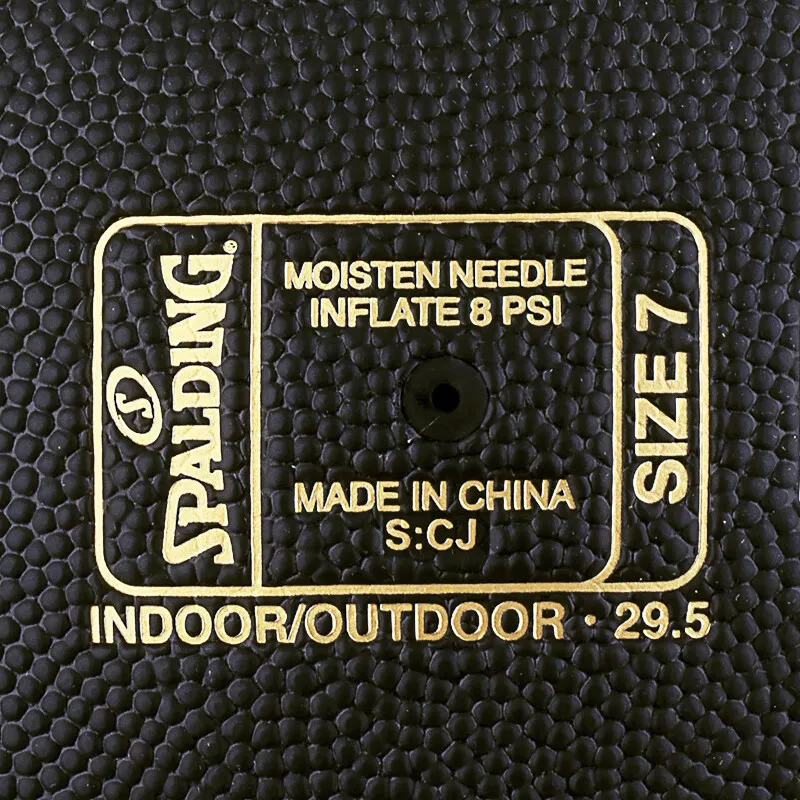 SPALDING®
S
MOISTEN NEEDLE
INFLATE 8 PSI
MADE IN CHINA
S:CJ
SIZE 7
INDOOR/OUTDOOR · 29.5